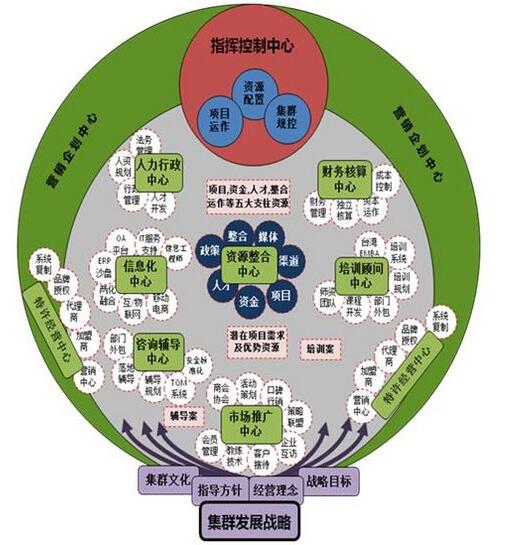 指挥控制中心
资源
配置
项目
运作
集群
规控
营销企划中心
营销企划中心
法务
管理
人资
规划
人力行政
中心
行政
管理
人才
开发
项目,资金,人才,整合
运作等五大支柱资源
财务核算
中心
成本
控制
财务
管理
独立
核算
资本
运作
OA
平台
IT服务
支持
信息工
程师
ERP
沙盘
信息化
中心
两化
融合
互/物
联网
移动
电商
整合
媒体
政策
渠道
资源整合
中心
人才
资金
项目
台湾
EMBA
培训
系统
培训顾问
中心
培训
规划
师资
团队
课程
开发
部门
外包
系统
复制
品牌
授权
代理
商
加盟
商
营销
中心
特许经营中心
部门
外包
咨询辅导
中心
安全标
准化
落地
辅导
辅导
规划
TQM
系统
潜在项目需求
及优势资源
培训案
辅导案
系统
复制
品牌
授权
代理
商
加盟
商
营销
中心
特许经营中心
商会
协会
活动
策划
口碑
行销
策略
联盟
市场推广
中心
会员
管理
教练
技术
客户
接待
企业
互访
集群文化
指导方针
经营理念
战略目标
集群发展战略